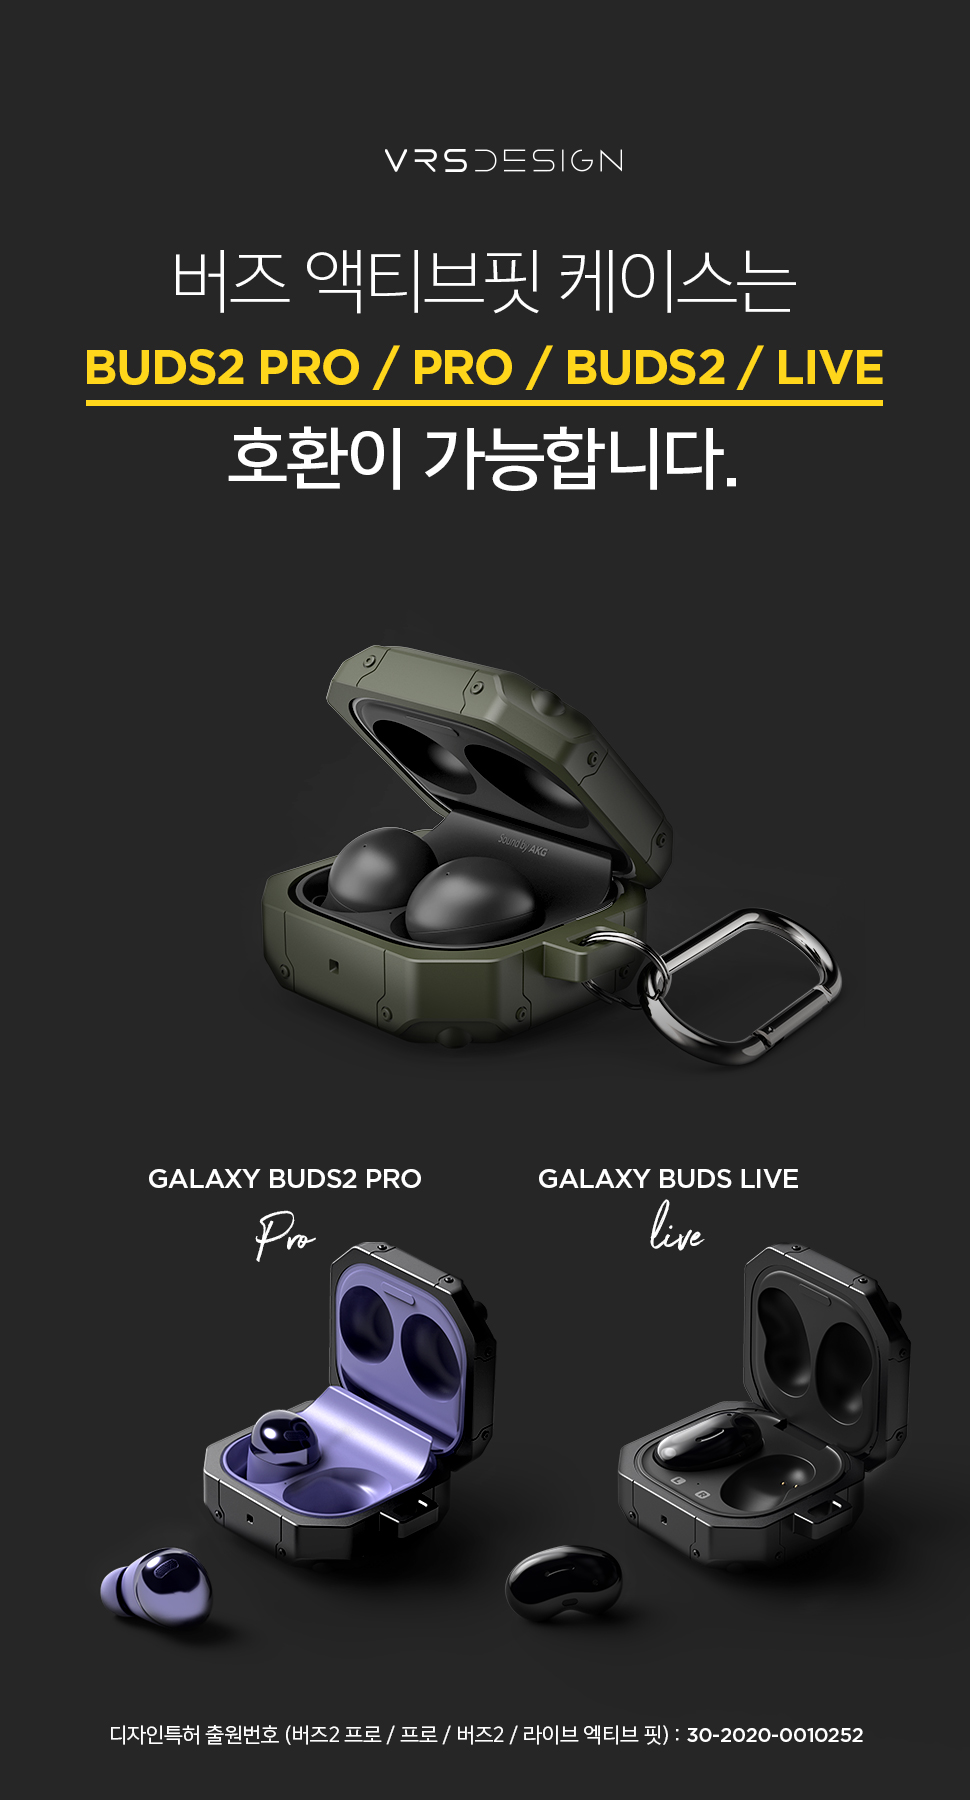 VRSDESIGN
버즈 액티브핏 케이스는
BUDS2 PRO / PRO / BUDS2 / LIVE
호환이 가능합니다.
Sound by AKG
GALAXY BUDS2 PRO
Pro
GALAXY BUDS LIVE
live
L
R
디자인특허 출원번호 (버즈2 프로 / 프로 / 버즈2 / 라이브 엑티브 핏) : 30-2020-0010252